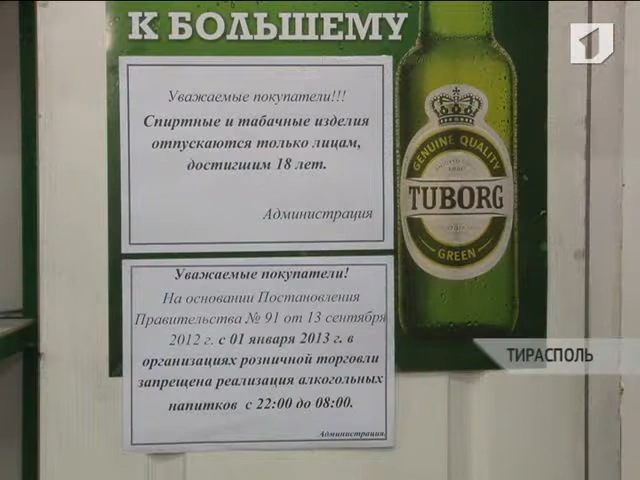 К БОЛЬШЕМУ
1
Уважаемые покупатели!!!
Спиртные и табачные изделия
отпускаются только лицам,
достигшим 18 лет.
Администрация
GENUINE QUALITY
TUBORG
GREEN
Уважаемые покупатели!
На основании Постановления
Правительства № 91 от 13 сентября
2012 г. с 01 января 2013 г. в
организациях розничной торговли
запрещена реализация алкогольных
напитков с 22:00 до 08:00.
Администрация.
ТИРАСПОЛЬ